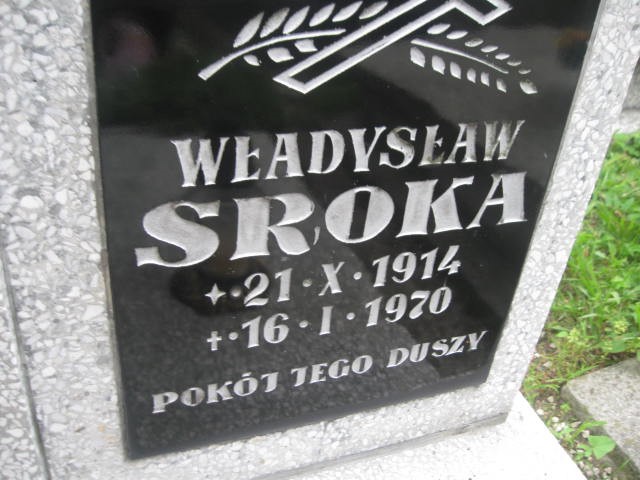 WŁADYSŁAW
SROKA
✦·21·X·1914
†·16·I·1970
POKÓJ JEGO DUSZY